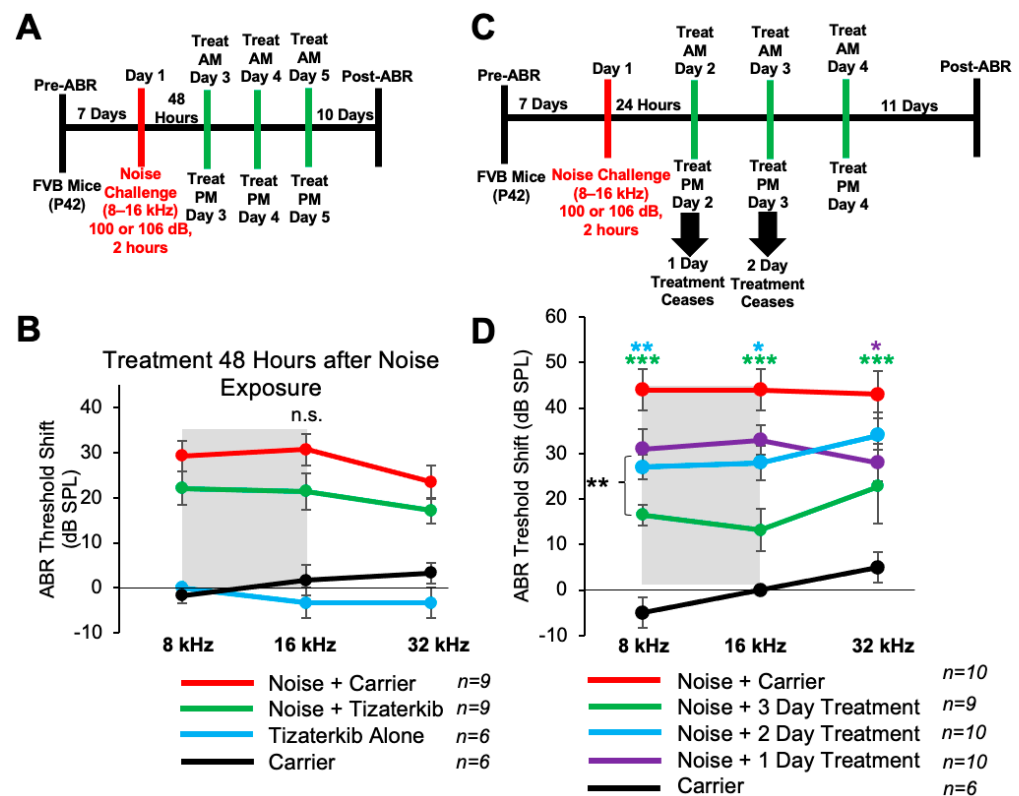 A
Pre-ABR
7 Days
Day 1
48
Hours
Treat
AM
Day 3
Treat
AM
Day 4
Treat
AM
Day 5
Post-ABR
10 Days
FVB Mice
(P42)
Noise
Challenge
(8–16 kHz)
100 or 106 dB,
2 hours
Treat
PM
Day 3
Treat
PM
Day 4
Treat
PM
Day 5
C
Pre-ABR
7 Days
Day 1
24 Hours
Treat
AM
Day 2
Treat
AM
Day 3
Treat
AM
Day 4
Post-ABR
11 Days
FVB Mice
(P42)
Noise Challenge
(8–16 kHz)
100 or 106 dB,
2 hours
Treat
PM
Day 2
Treat
PM
Day 3
Treat
PM
Day 4
1 Day
Treatment
Ceases
2 Day
Treatment
Ceases
B
Treatment 48 Hours after Noise
Exposure
n.s.
ABR Threshold Shift
(dB SPL)
40
30
20
10
0
-10
8 kHz
16 kHz
32 kHz
Noise + Carrier n=9
Noise + Tizaterkib n=9
Tizaterkib Alone n=6
Carrier n=6
D
ABR Treshold Shift (dB SPL)
60
50
40
30
20
10
0
-10
**
***
*
***
*
***
**
8 kHz
16 kHz
32 kHz
Noise + Carrier n=10
Noise + 3 Day Treatment n=9
Noise + 2 Day Treatment n=10
Noise + 1 Day Treatment n=10
Carrier n=6